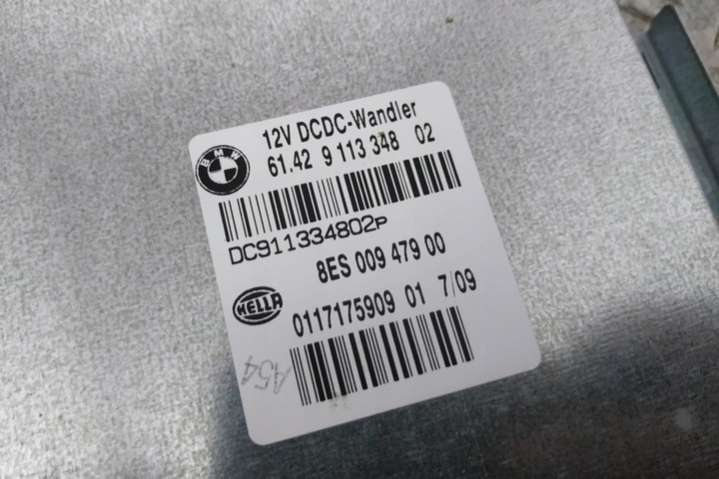 12V DCDC-Wandler
BMW
61.42 9 113 348 02
DC911334802P
8ES 009 479 00
HELLA
0117175909 01 7/09
A54